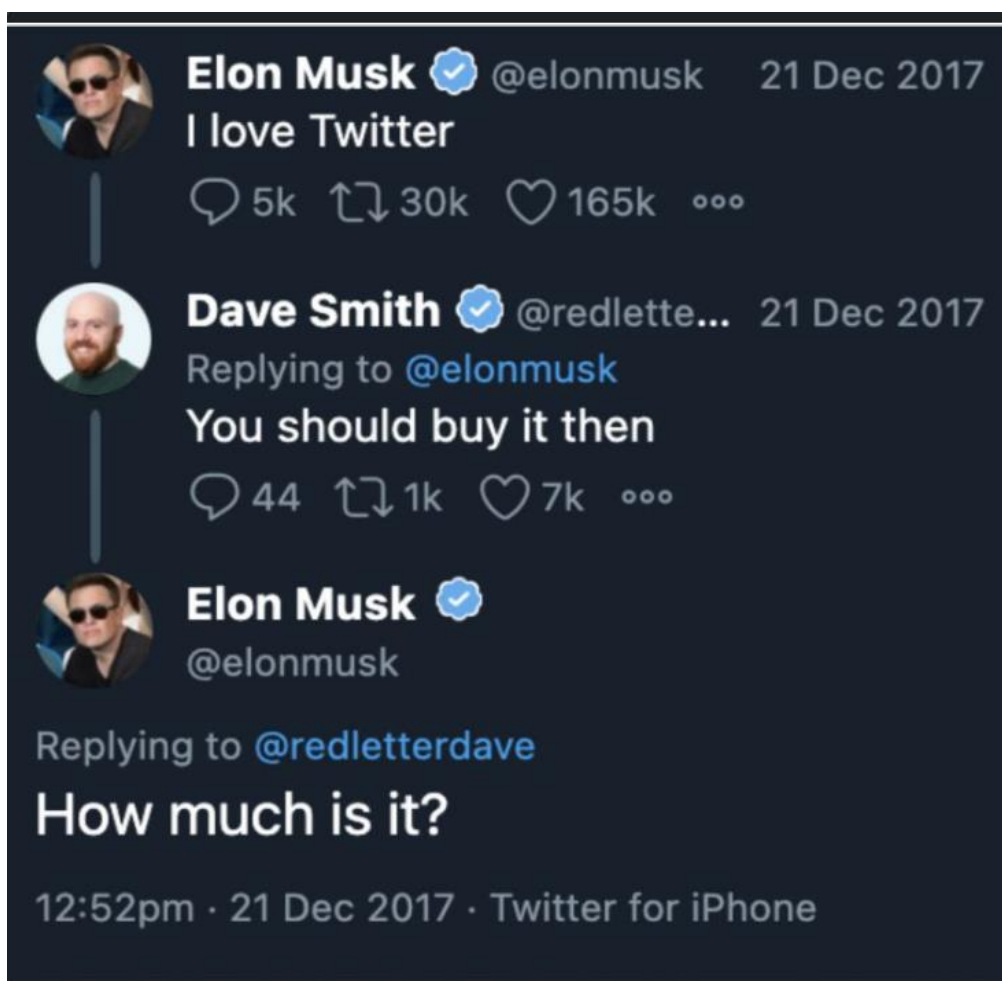 Elon Musk @elonmusk 21 Dec 2017
I love Twitter
5k 30k 165k
Dave Smith @redlette... 21 Dec 2017
Replying to @elonmusk
You should buy it then
44 1k 7k
Elon Musk
@elonmusk
Replying to @redletterdave
How much is it?
12:52pm · 21 Dec 2017 · Twitter for iPhone